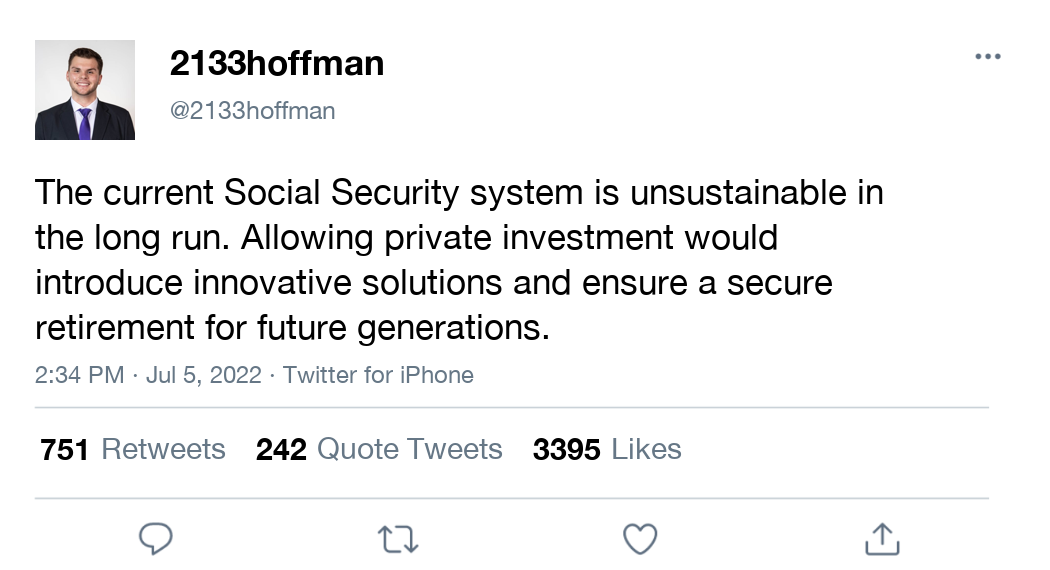 2133hoffman
@2133hoffman
The current Social Security system is unsustainable in
the long run. Allowing private investment would
introduce innovative solutions and ensure a secure
retirement for future generations.
2:34 PM · Jul 5, 2022 · Twitter for iPhone
751 Retweets 242 Quote Tweets 3395 Likes